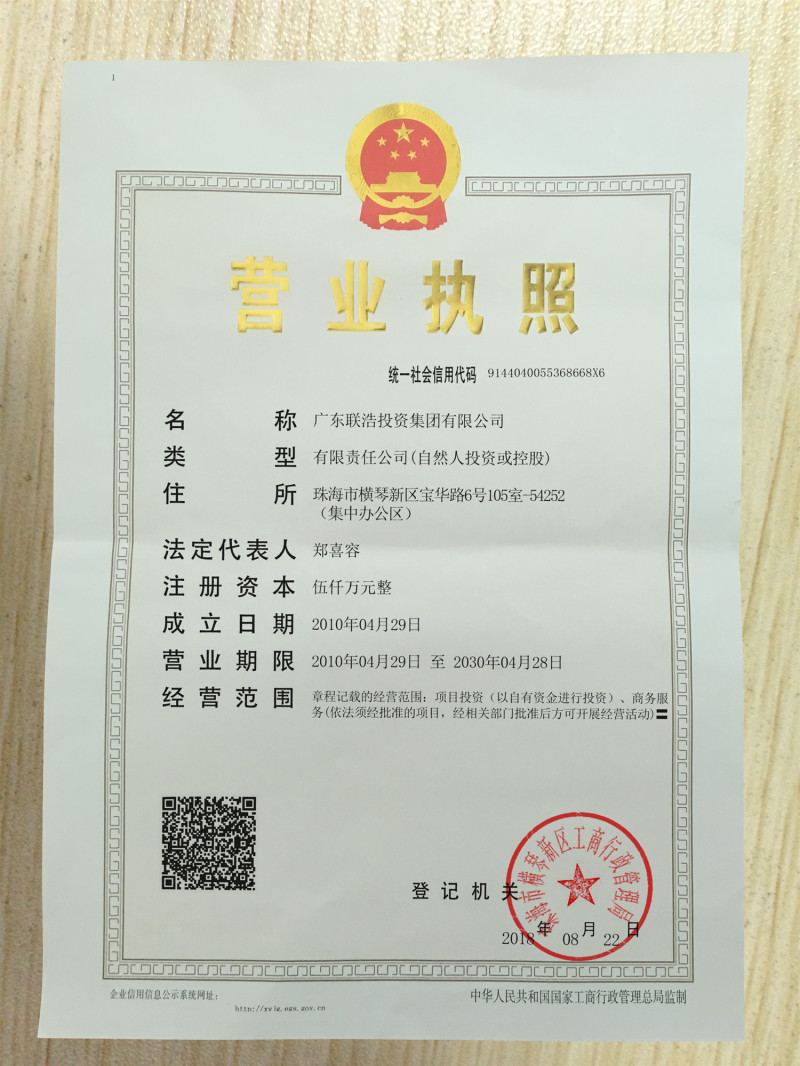 1
营业执照
统一社会信用代码 9144040055368668X6
名称 广东联浩投资集团有限公司
类型 有限责任公司(自然人投资或控股)
住所 珠海市横琴新区宝华路6号105室-54252
（集中办公区）
法定代表人 郑喜容
注册资本 伍仟万元整
成立日期 2010年04月29日
营业期限 2010年04月29日 至 2030年04月28日
经营范围 章程记载的经营范围：项目投资（以自有资金进行投资）、商务服
务(依法须经批准的项目，经相关部门批准后方可开展经营活动)〓
登记机关
珠海市横琴新区工商行政管理局
2018年08月22日
企业信用信息公示系统网址：
中华人民共和国国家工商行政管理总局监制